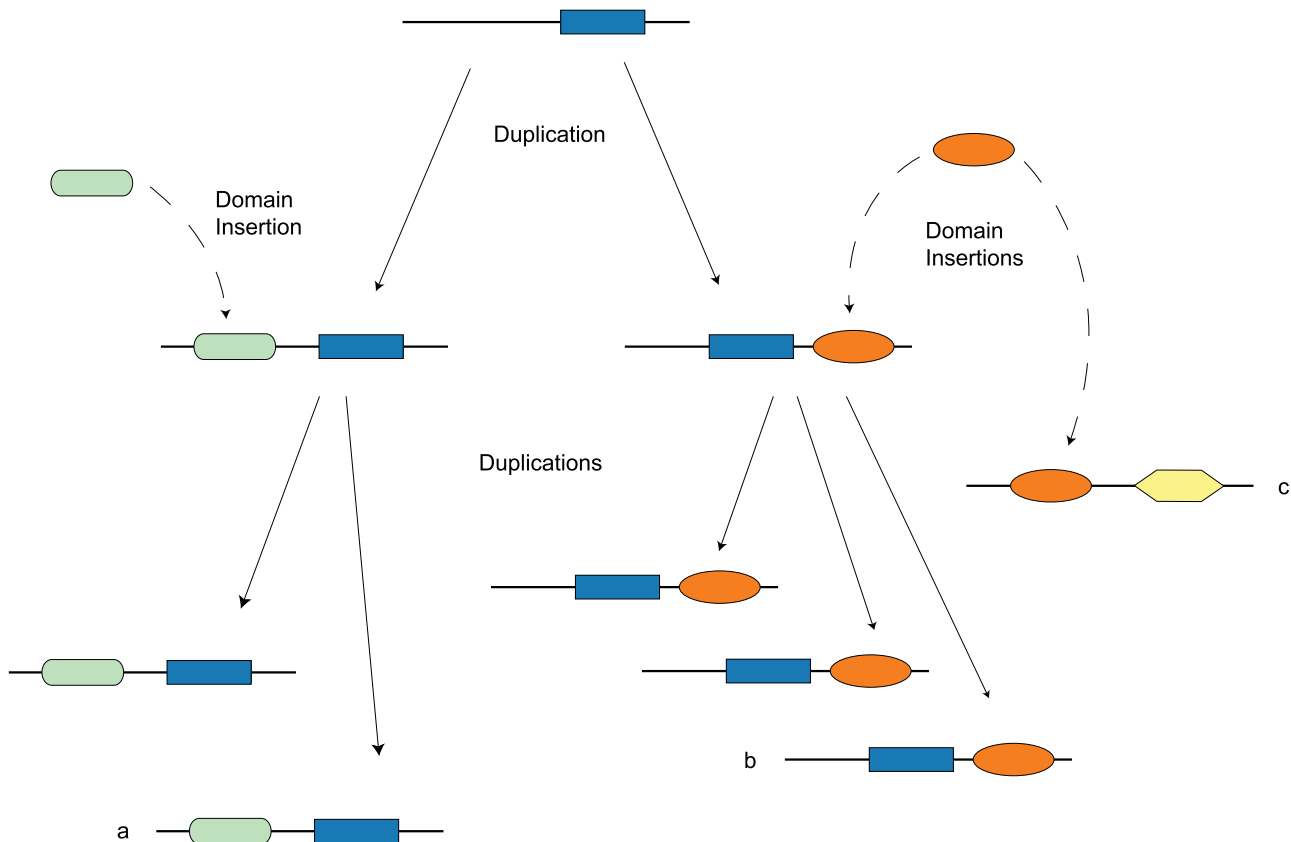 Duplication
Domain
Insertion
Domain
Insertions
Duplications
c
b
a